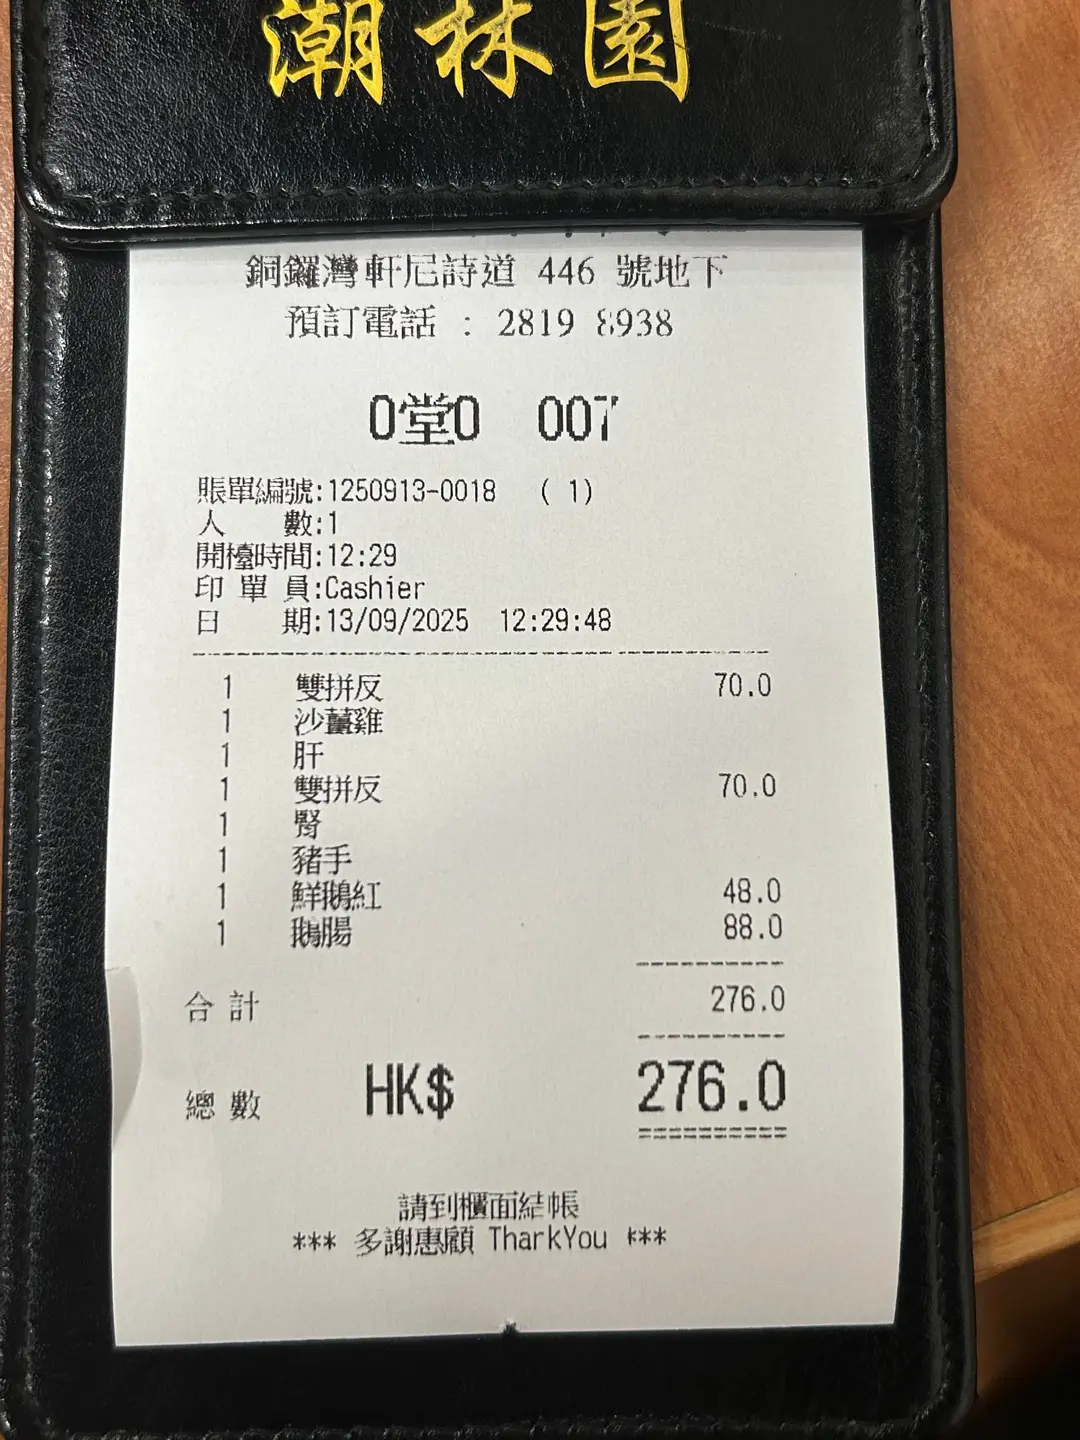 潮林園
銅鑼灣軒尼詩道 446 號地下
預訂電話 : 2819 8938
0堂0 007
賬單編號:1250913-0018 ( 1)
人 數:1
開檯時間:12:29
印 單 員:Cashier
日 期:13/09/2025 12:29:48
1 雙拼反 70.0
1 沙薑雞
1 肝
1 雙拼反 70.0
1 腎
1 豬手
1 鮮鵝紅 48.0
1 鵝腸 88.0
合 計 276.0
總 數 HK$ 276.0
請到櫃面結帳
*** 多謝惠顧 ThankYou ***